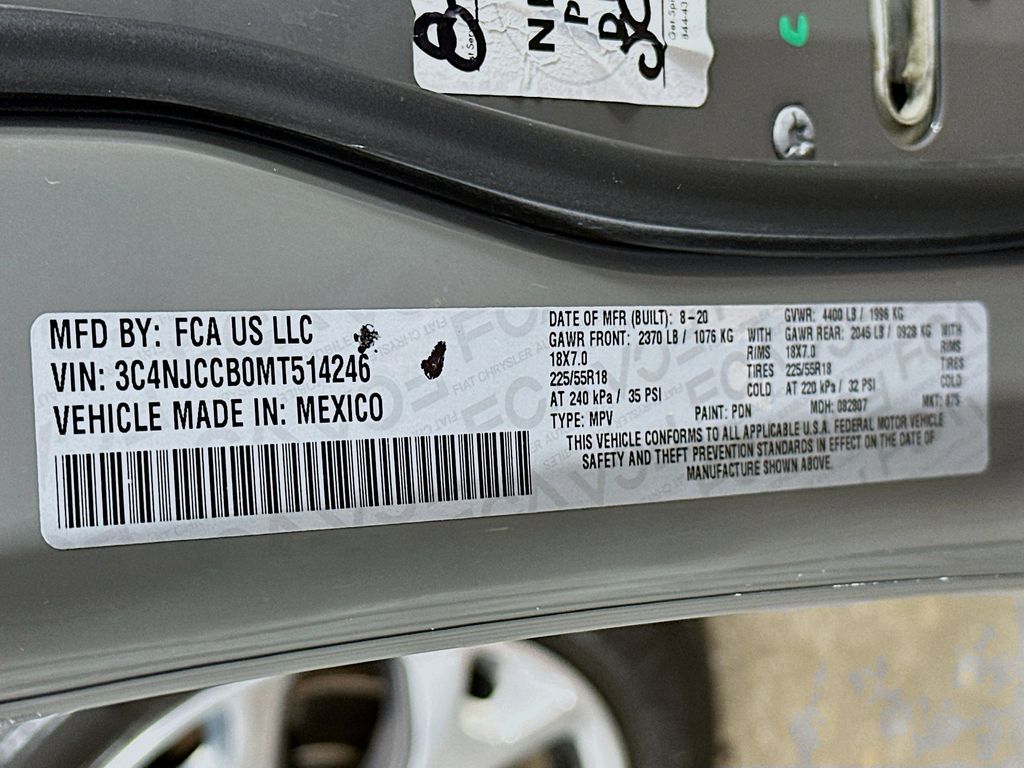 MFD BY: FCA US LLC
VIN: 3C4NJCCB0MT514246
VEHICLE MADE IN: MEXICO
DATE OF MFR (BUILT): 8-20
GVWR: 4400 LB / 1996 KG
GAWR FRONT: 2370 LB / 1076 KG WITH
GAWR REAR: 2046 LB / 0928 KG WITH
18X7.0 RIMS
18X7.0 RIMS
225/55R18 TIRES
225/55R18 TIRES
AT 240 kPa / 35 PSI COLD
AT 220 kPa / 32 PSI COLD
TYPE: MPV
PAINT: PDN
MDH: 082807
MKT: 875
THIS VEHICLE CONFORMS TO ALL APPLICABLE U.S.A. FEDERAL MOTOR VEHICLE
SAFETY AND THEFT PREVENTION STANDARDS IN EFFECT ON THE DATE OF
MANUFACTURE SHOWN ABOVE.
C